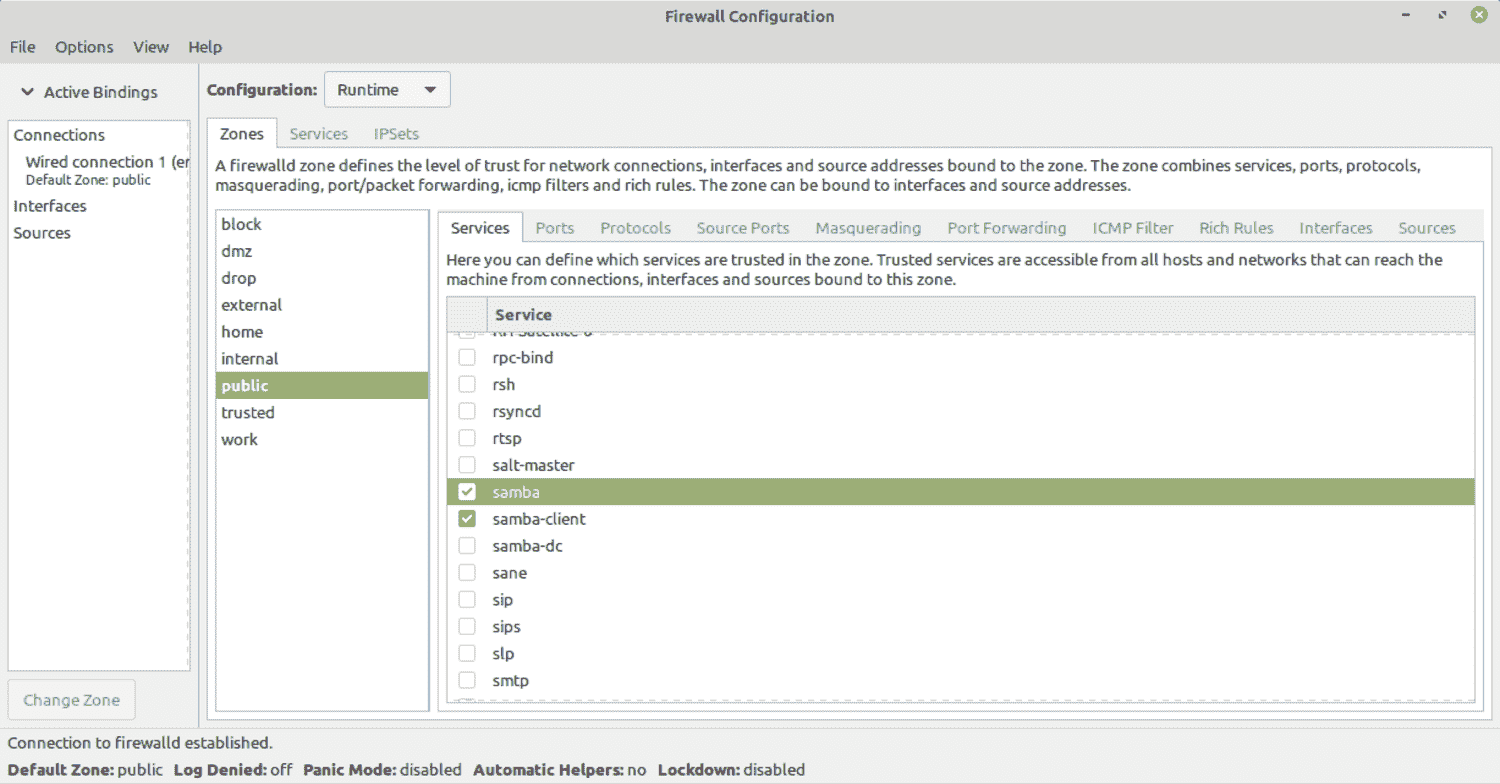 Firewall Configuration
File Options View Help
Active Bindings
Connections
Wired connection 1 (er
Default Zone: public
Interfaces
Sources
Change Zone
Configuration: Runtime
Zones Services IPSets
A firewalld zone defines the level of trust for network connections, interfaces and source addresses bound to the zone. The zone combines services, ports, protocols,
masquerading, port/packet forwarding, icmp filters and rich rules. The zone can be bound to interfaces and source addresses.
block
dmz
drop
external
home
internal
public
trusted
work
Services Ports Protocols Source Ports Masquerading Port Forwarding ICMP Filter Rich Rules Interfaces Sources
Here you can define which services are trusted in the zone. Trusted services are accessible from all hosts and networks that can reach the
machine from connections, interfaces and sources bound to this zone.
Service
rpc-bind
rsh
rsyncd
rtsp
salt-master
samba
samba-client
samba-dc
sane
sip
sips
slp
smtp
Connection to firewalld established.
Default Zone: public Log Denied: off Panic Mode: disabled Automatic Helpers: no Lockdown: disabled